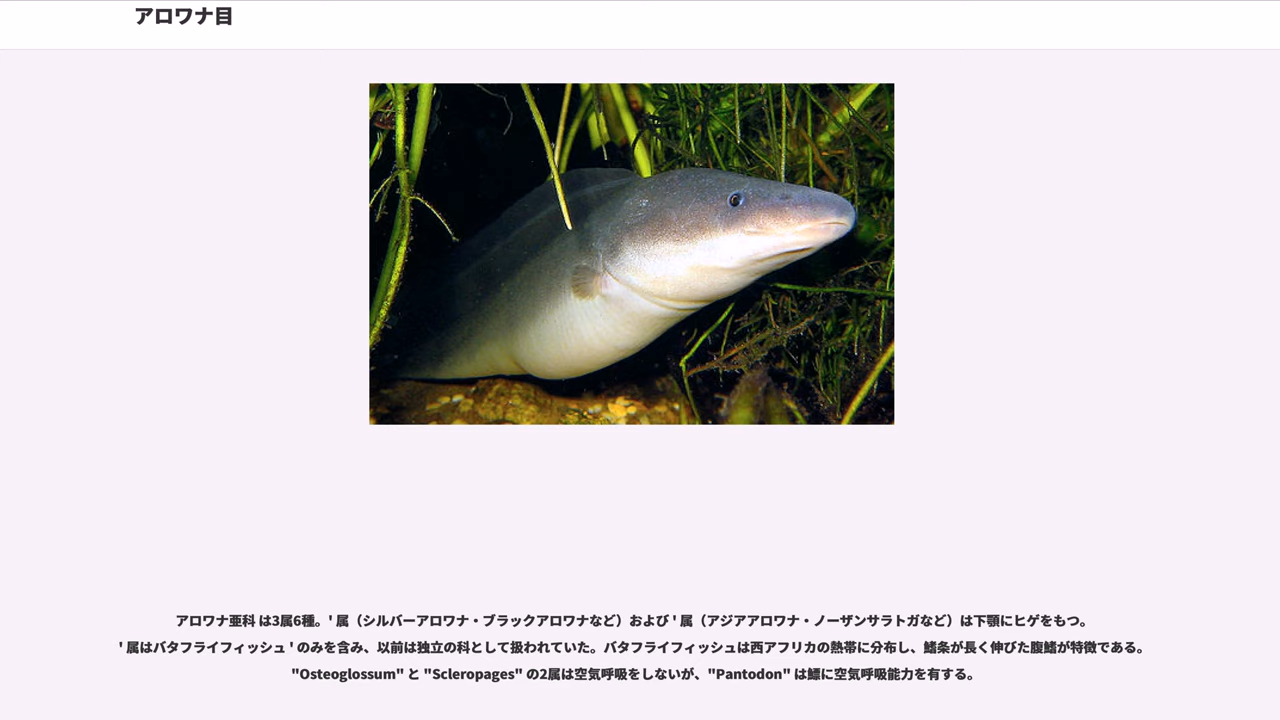 アロワナ目
アロワナ亜科 は3属6種。' 属（シルバーアロワナ・ブラックアロワナなど）および ' 属（アジアアロワナ・ノーザンサラトガなど）は下顎にヒゲをもつ。
' 属はバタフライフィッシュ ' のみを含み、以前は独立の科として扱われていた。バタフライフィッシュは西アフリカの熱帯に分布し、鰭条が長く伸びた腹鰭が特徴である。
"Osteoglossum" と "Scleropages" の2属は空気呼吸をしないが、"Pantodon" は鰾に空気呼吸能力を有する。